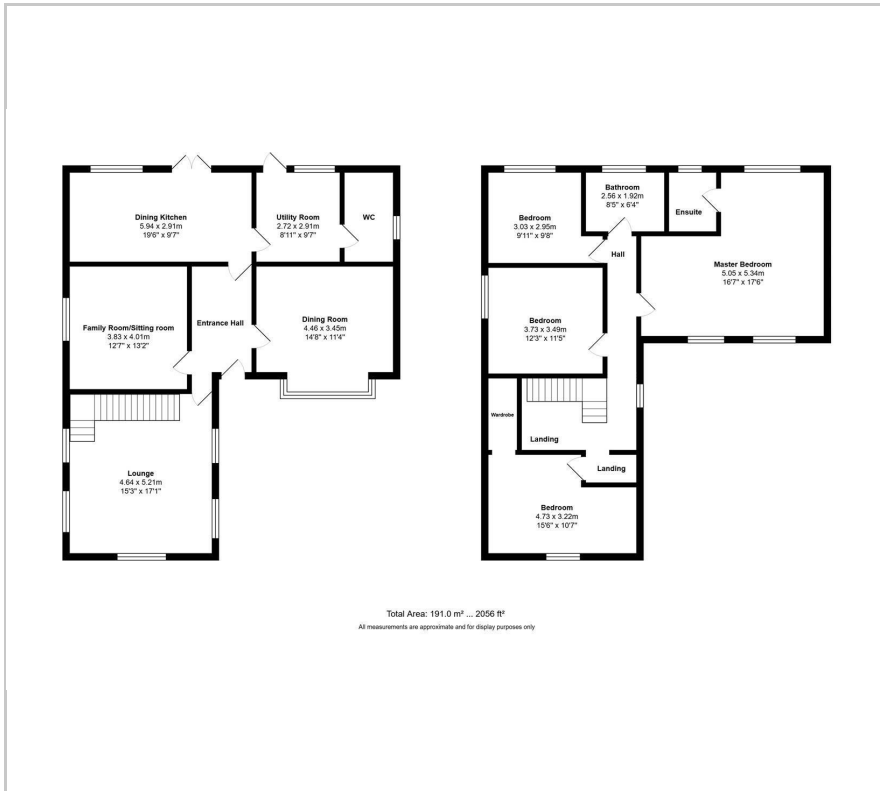 Dining Kitchen
5.94 x 2.91m
19'6" x 9'7"
Utility Room
2.72 x 2.91m
8'11" x 9'7"
WC
Family Room/Sitting room
3.83 x 4.01m
12'7" x 13'2"
Entrance Hall
Dining Room
4.46 x 3.45m
14'8" x 11'4"
Lounge
4.64 x 5.21m
15'3" x 17'1"
Bedroom
3.03 x 2.95m
9'11" x 9'8"
Bathroom
2.56 x 1.92m
8'5" x 6'4"
Ensuite
Hall
Master Bedroom
5.05 x 5.34m
16'7" x 17'6"
Bedroom
3.73 x 3.49m
12'3" x 11'5"
Wardrobe
Landing
Landing
Bedroom
4.73 x 3.22m
15'6" x 10'7"
Total Area: 191.0 m² ... 2056 ft²
All measurements are approximate and for display purposes only